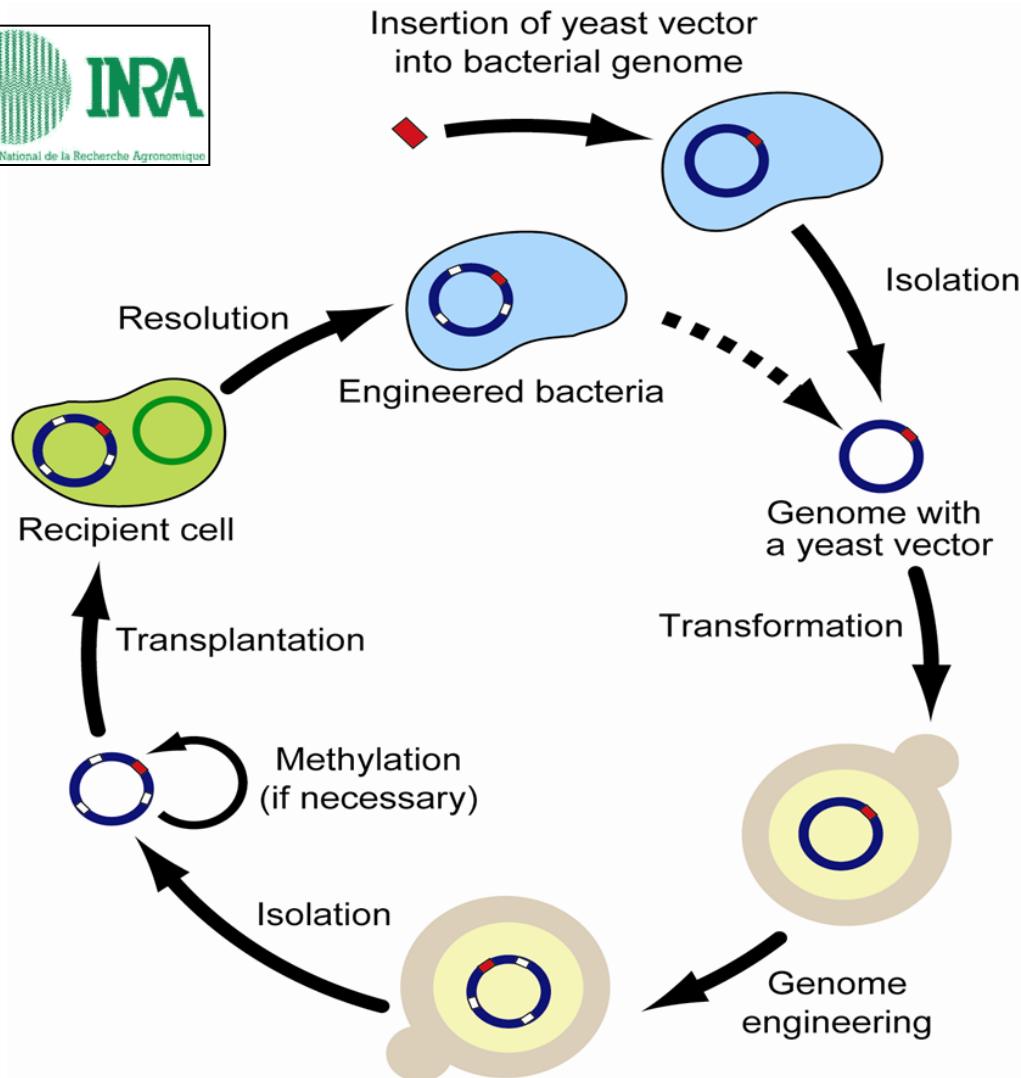 INRA
National de la Recherche Agronomique
Insertion of yeast vector
into bacterial genome
Isolation
Resolution
Engineered bacteria
Recipient cell
Genome with
a yeast vector
Transformation
Transplantation
Methylation
(if necessary)
Isolation
Genome
engineering